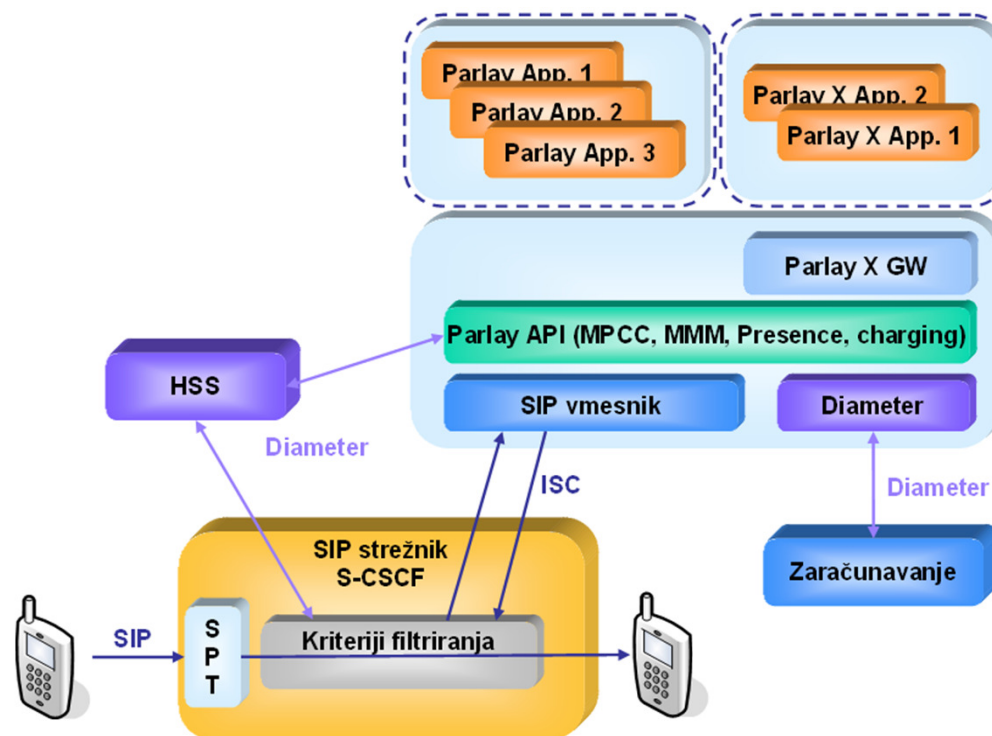 Parlay App. 1
Parlay App. 2
Parlay App. 3
Parlay X App. 2
Parlay X App. 1
Parlay X GW
Parlay API (MPCC, MMM, Presence, charging)
HSS
SIP vmesnik
Diameter
Diameter
ISC
Diameter
SIP strežnik
S-CSCF
Zaračunavanje
SIP
S
P
T
Kriteriji filtriranja